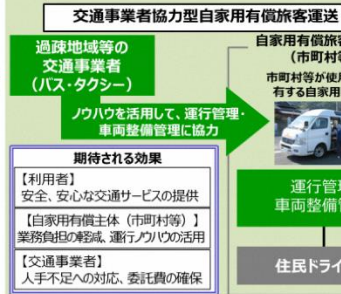 交通事業者協力型自家用有償旅客運送
過疎地域等の
交通事業者
（バス・タクシー）
自家用有償旅客
（市町村等
市町村等が使
有する自家用
ノウハウを活用して、運行管理・
車両整備管理に協力
期待される効果
【利用者】
安全、安心な交通サービスの提供
【自家用有償主体（市町村等）】
業務負担の軽減、運行ノウハウの活用
【交通事業者】
人手不足への対応、委託費の確保
運行管
車両整備
住民ドライ